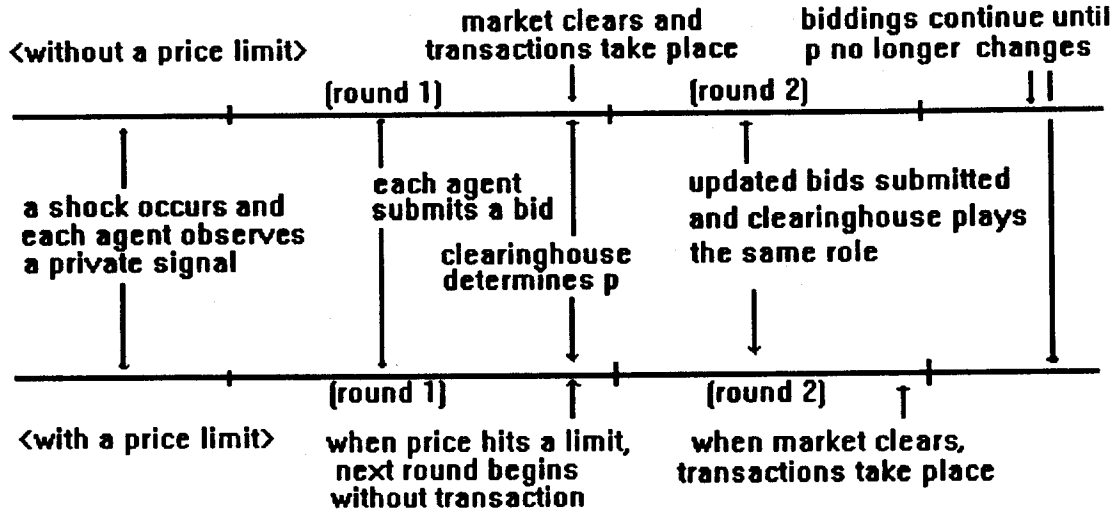 market clears and
transactions take place
biddings continue until
p no longer changes
<without a price limit>
(round 1)
(round 2)
a shock occurs and
each agent observes
a private signal
each agent
submits a bid
clearinghouse
determines p
updated bids submitted
and clearinghouse plays
the same role
(round 1)
(round 2)
<with a price limit>
when price hits a limit,
next round begins
without transaction
when market clears,
transactions take place